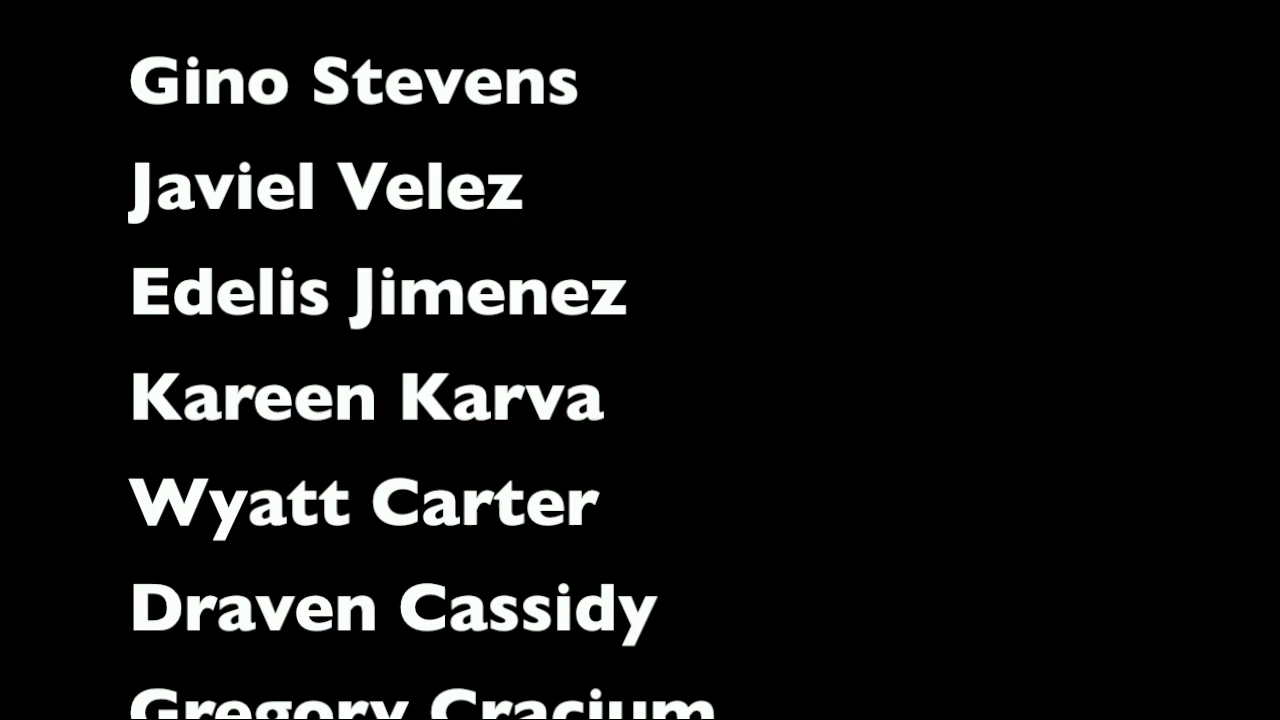 Gino Stevens
Javiel Velez
Edelis Jimenez
Kareen Karva
Wyatt Carter
Draven Cassidy
Gregory Cracium